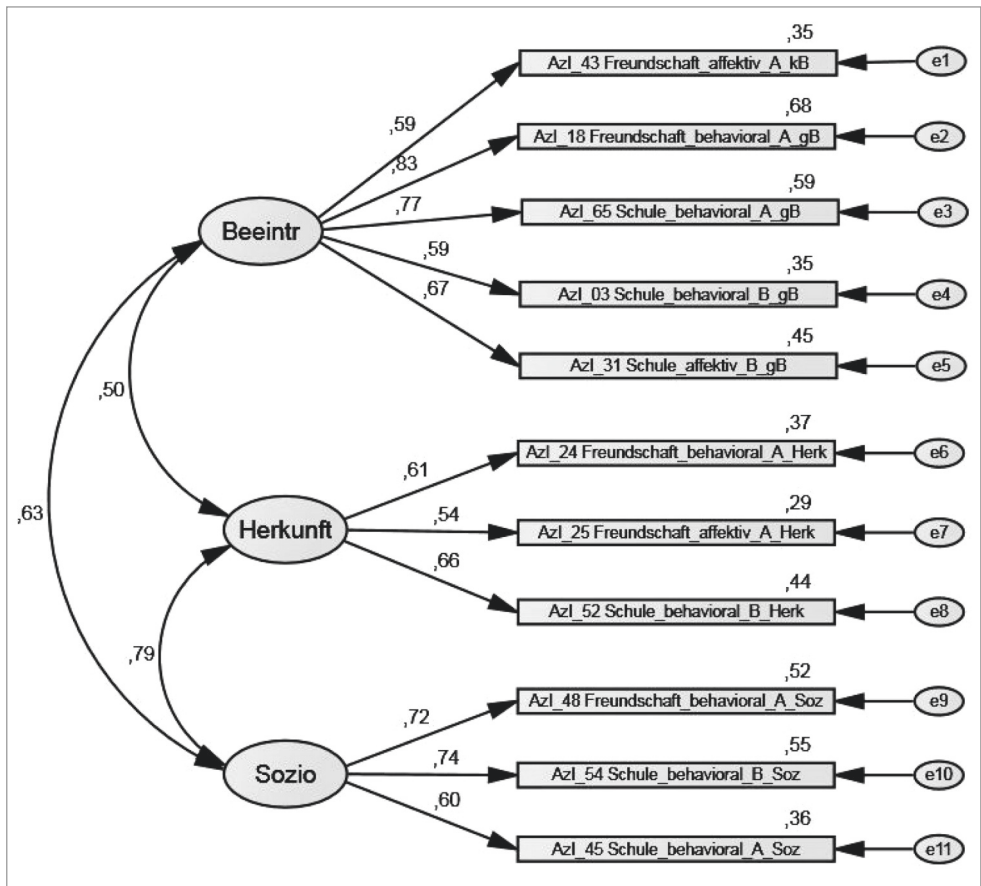 ,35
Azl_43 Freundschaft_affektiv_A_kB
e1
,59
,68
Azl_18 Freundschaft_behavioral_A_gB
e2
,83
,59
Azl_65 Schule_behavioral_A_gB
e3
,77
Beeintr
,35
Azl_03 Schule_behavioral_B_gB
e4
,59
,45
Azl_31 Schule_affektiv_B_gB
e5
,67
,50
,37
Azl_24 Freundschaft_behavioral_A_Herk
e6
,61
,63
Herkunft
,29
Azl_25 Freundschaft_affektiv_A_Herk
e7
,54
,44
Azl_52 Schule_behavioral_B_Herk
e8
,66
,79
,52
Azl_48 Freundschaft_behavioral_A_Soz
e9
,72
Sozio
,55
Azl_54 Schule_behavioral_B_Soz
e10
,74
,36
Azl_45 Schule_behavioral_A_Soz
e11
,60